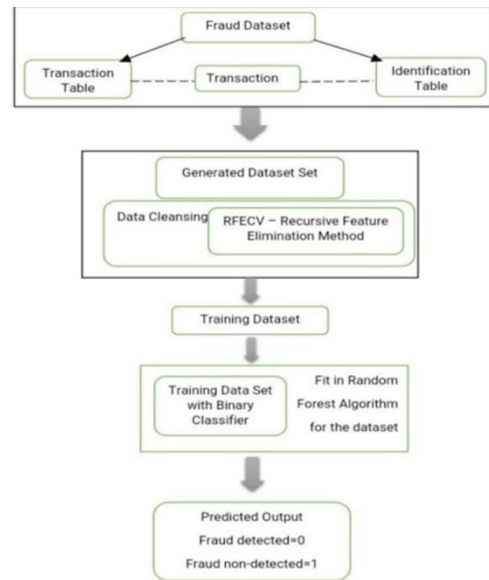 Fraud Dataset
Transaction
Table
Transaction
Identification
Table
Generated Dataset Set
Data Cleansing
RFECV – Recursive Feature
Elimination Method
Training Dataset
Training Data Set
with Binary
Classifier
Fit in Random
Forest Algorithm
for the dataset
Predicted Output
Fraud detected=0
Fraud non-detected=1